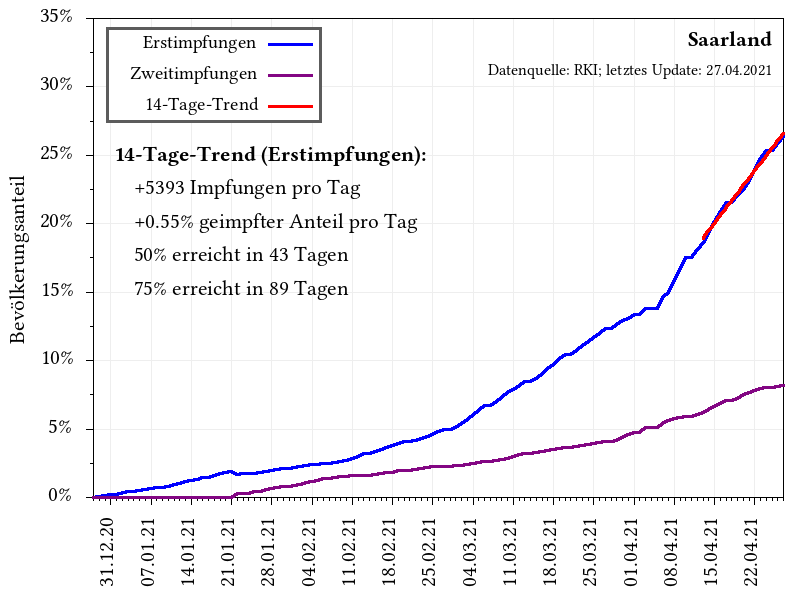 35%
30%
25%
20%
15%
10%
5%
0%
Bevölkerungsanteil
Erstimpfungen
Zweitimpfungen
14-Tage-Trend
Saarland
Datenquelle: RKI; letztes Update: 27.04.2021
14-Tage-Trend (Erstimpfungen):
+5393 Impfungen pro Tag
+0.55% geimpfter Anteil pro Tag
50% erreicht in 43 Tagen
75% erreicht in 89 Tagen
31.12.20
07.01.21
14.01.21
21.01.21
28.01.21
04.02.21
11.02.21
18.02.21
25.02.21
04.03.21
11.03.21
18.03.21
25.03.21
01.04.21
08.04.21
15.04.21
22.04.21